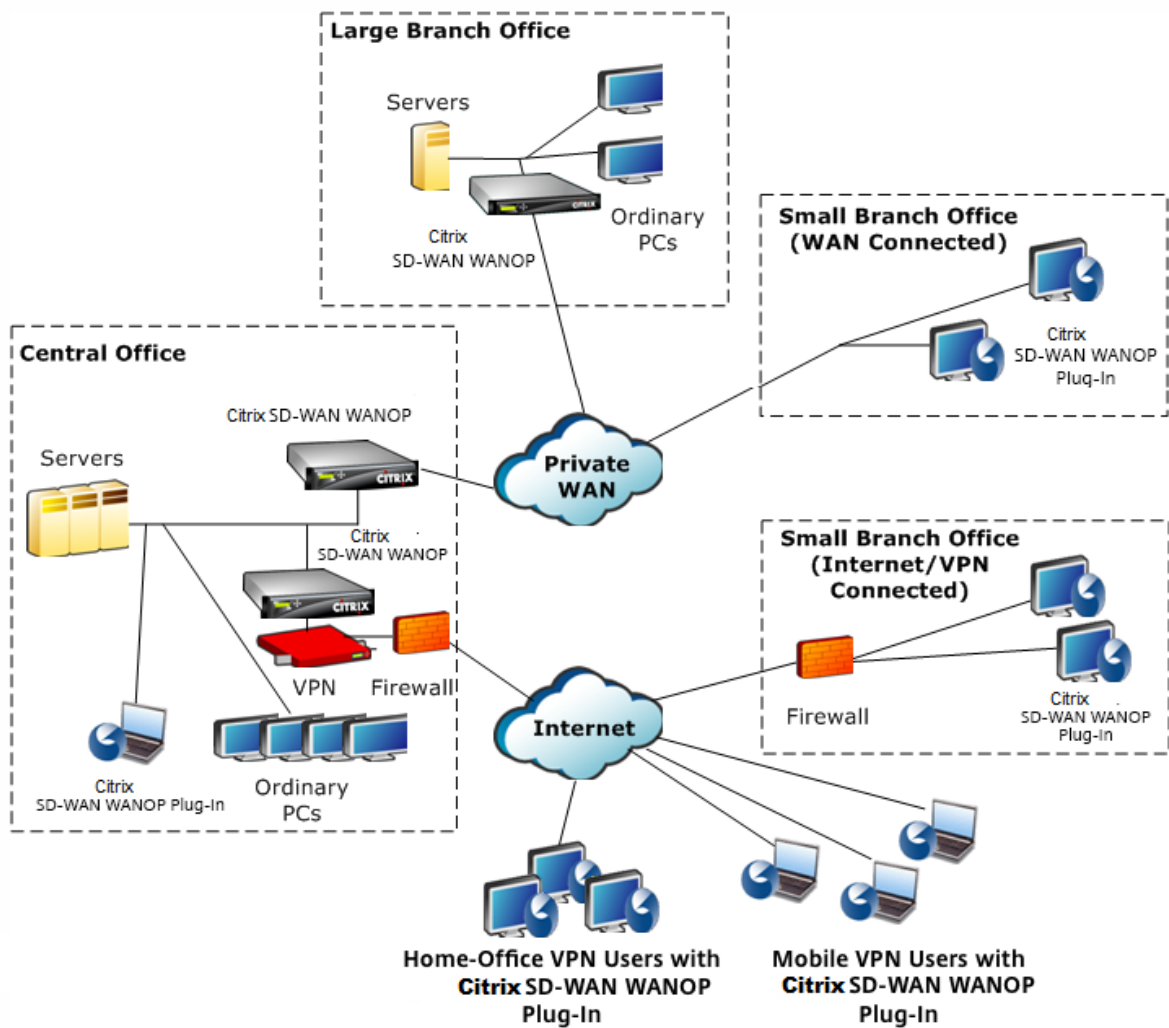 Large Branch Office
Servers
CITRIX
Ordinary
PCs
Citrix
SD-WAN WANOP
Small Branch Office
(WAN Connected)
Citrix
SD-WAN WANOP
Plug-In
Central Office
Citrix SD-WAN WANOP
Servers
CITRIX
Private
WAN
Citrix
SD-WAN WANOP
CITRIX
VPN
Firewall
Citrix
SD-WAN WANOP Plug-In
Ordinary
PCs
Small Branch Office
(Internet/VPN
Connected)
Firewall
Citrix
SD-WAN WANOP
Plug-In
Internet
Home-Office VPN Users with
Citrix SD-WAN WANOP
Plug-In
Mobile VPN Users with
Citrix SD-WAN WANOP
Plug-In